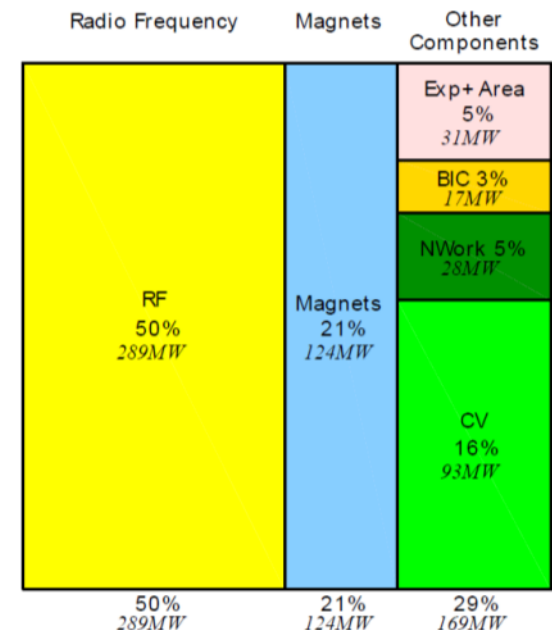 Radio Frequency
Magnets
Other
Components
RF
50%
289MW
Magnets
21%
124MW
Exp+ Area
5%
31MW
BIC 3%
17MW
NWork 5%
28MW
CV
16%
93MW
50%
289MW
21%
124MW
29%
169MW